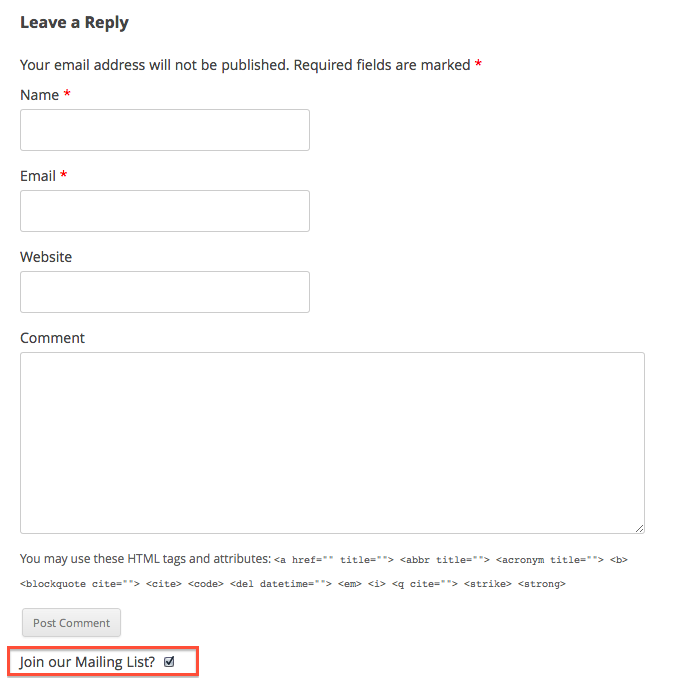 Leave a Reply
Your email address will not be published. Required fields are marked *
Name *
Email *
Website
Comment
You may use these HTML tags and attributes: <a href="" title=""> <abbr title=""> <acronym title=""> <b>
<blockquote cite=""> <cite> <code> <del datetime=""> <em> <i> <q cite=""> <strike> <strong>
Post Comment
Join our Mailing List?